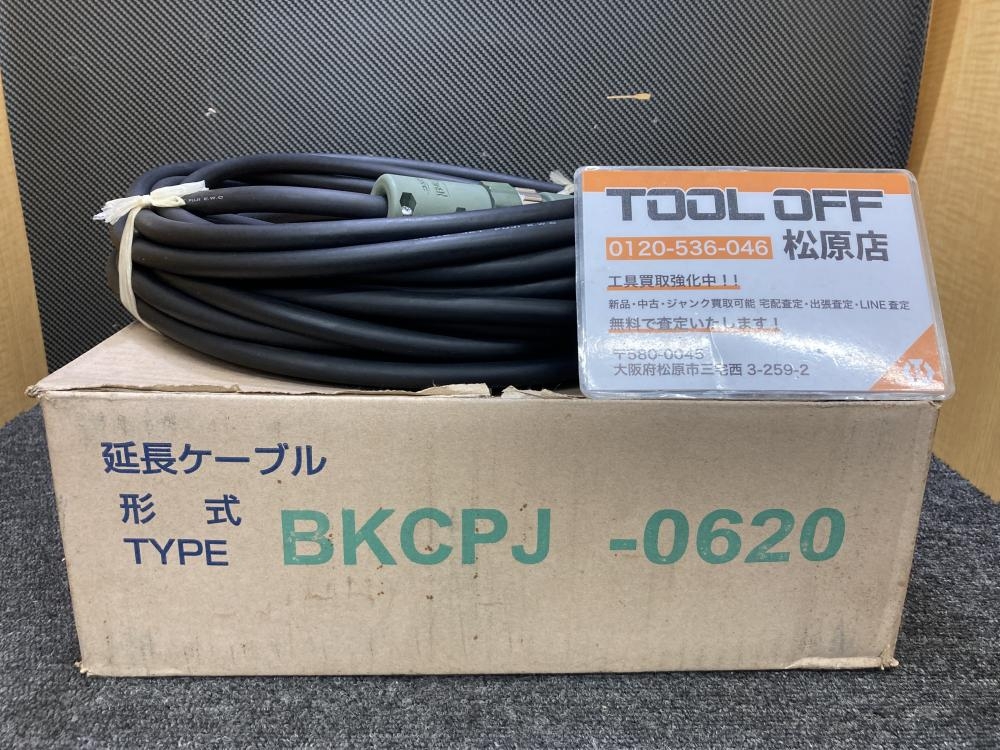 FUJI E.W.C
TOOL OFF
0120-536-046 松原店
工具買取強化中！！
新品・中古・ジャンク買取可能 宅配査定・出張査定・LINE査定
無料で査定いたします！
〒580-0045
大阪府松原市三宅西 3-259-2
延長ケーブル
形 式
TYPE BKCPJ -0620